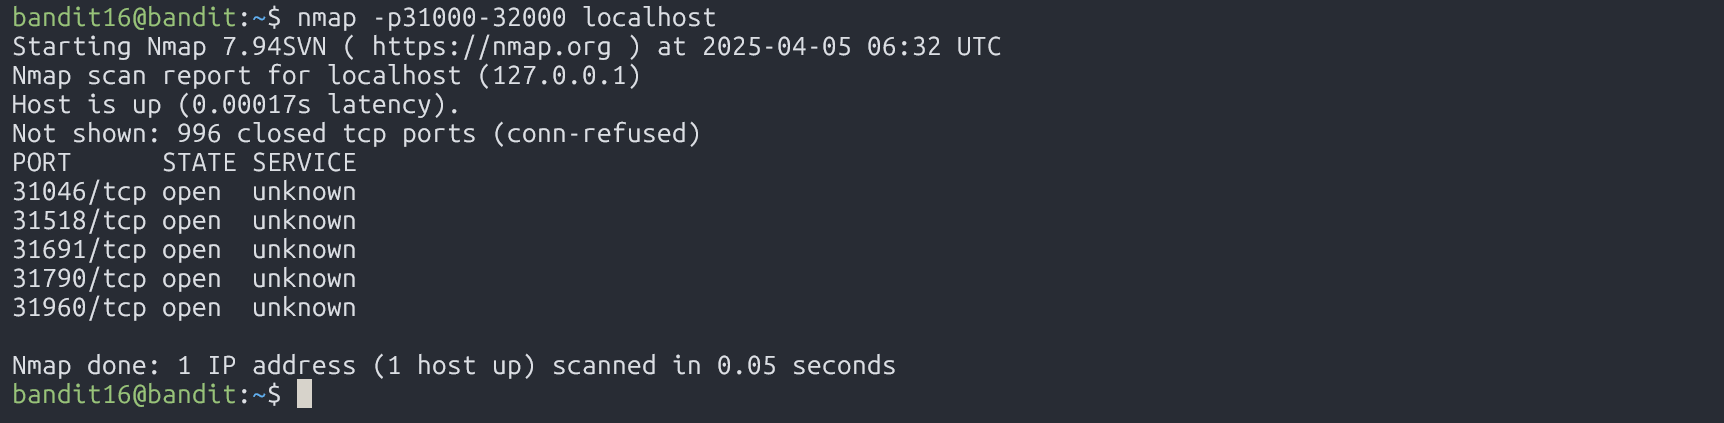 bandit16@bandit:~$ nmap -p31000-32000 localhost
Starting Nmap 7.94SVN ( https://nmap.org ) at 2025-04-05 06:32 UTC
Nmap scan report for localhost (127.0.0.1)
Host is up (0.00017s latency).
Not shown: 996 closed tcp ports (conn-refused)
PORT      STATE SERVICE
31046/tcp open  unknown
31518/tcp open  unknown
31691/tcp open  unknown
31790/tcp open  unknown
31960/tcp open  unknown

Nmap done: 1 IP address (1 host up) scanned in 0.05 seconds
bandit16@bandit:~$